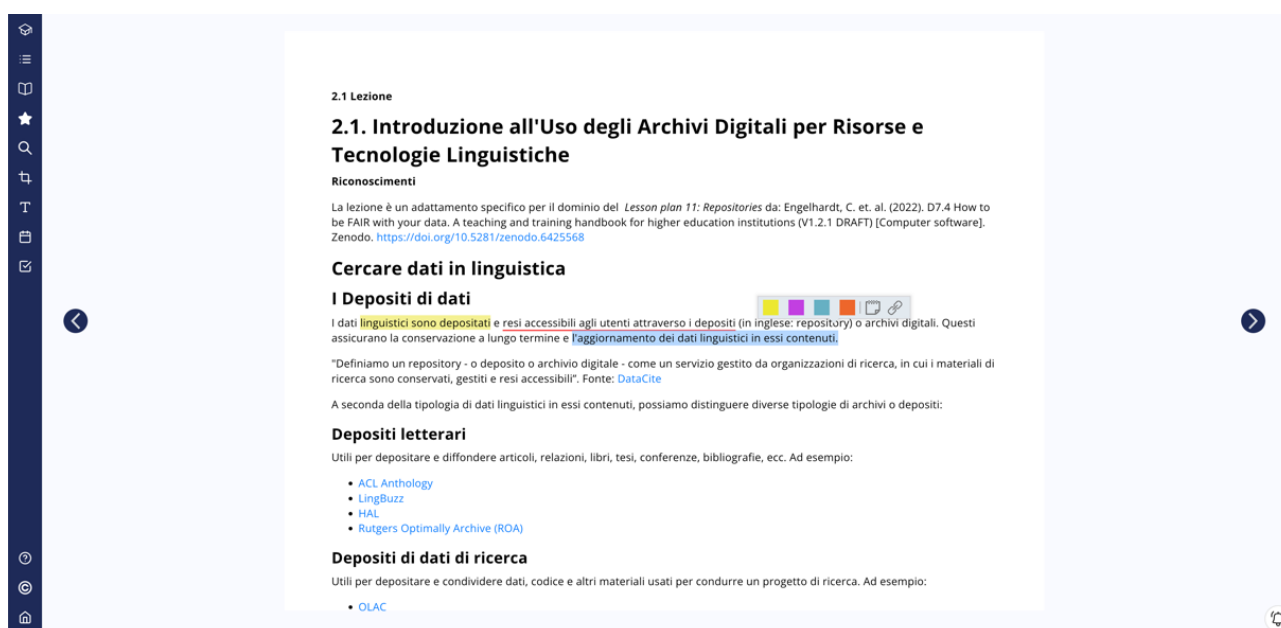 2.1 Lezione
2.1. Introduzione all'Uso degli Archivi Digitali per Risorse e
Tecnologie Linguistiche
Riconoscimenti
La lezione è un adattamento specifico per il dominio del Lesson plan 11: Repositories da: Engelhardt, C. et. al. (2022). D7.4 How to
be FAIR with your data. A teaching and training handbook for higher education institutions (V1.2.1 DRAFT) [Computer software].
Zenodo. https://doi.org/10.5281/zenodo.6425568
Cercare dati in linguistica
I Depositi di dati
I dati linguistici sono depositati e resi accessibili agli utenti attraverso i depositi (in inglese: repository) o archivi digitali. Questi
assicurano la conservazione a lungo termine e l'aggiornamento dei dati linguistici in essi contenuti.
"Definiamo un repository - o deposito o archivio digitale - come un servizio gestito da organizzazioni di ricerca, in cui i materiali di
ricerca sono conservati, gestiti e resi accessibili". Fonte: DataCite
A seconda della tipologia di dati linguistici in essi contenuti, possiamo distinguere diverse tipologie di archivi o depositi:
Depositi letterari
Utili per depositare e diffondere articoli, relazioni, libri, tesi, conferenze, bibliografie, ecc. Ad esempio:
• ACL Anthology
• LingBuzz
• HAL
• Rutgers Optimally Archive (ROA)
Depositi di dati di ricerca
Utili per depositare e condividere dati, codice e altri materiali usati per condurre un progetto di ricerca. Ad esempio:
• OLAC